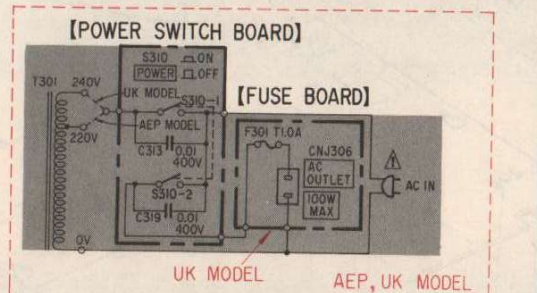 【POWER SWITCH BOARD】
S310 ON
POWER OFF
T301 240V
UK MODEL
S310-1
AEP MODEL
220V
C313 0.01
400V
S310-2
C319 0.01
400V
0V
【FUSE BOARD】
F301 T1.0A
CNJ306
AC
OUTLET
100W
MAX
AC IN
UK MODEL
AEP, UK MODEL